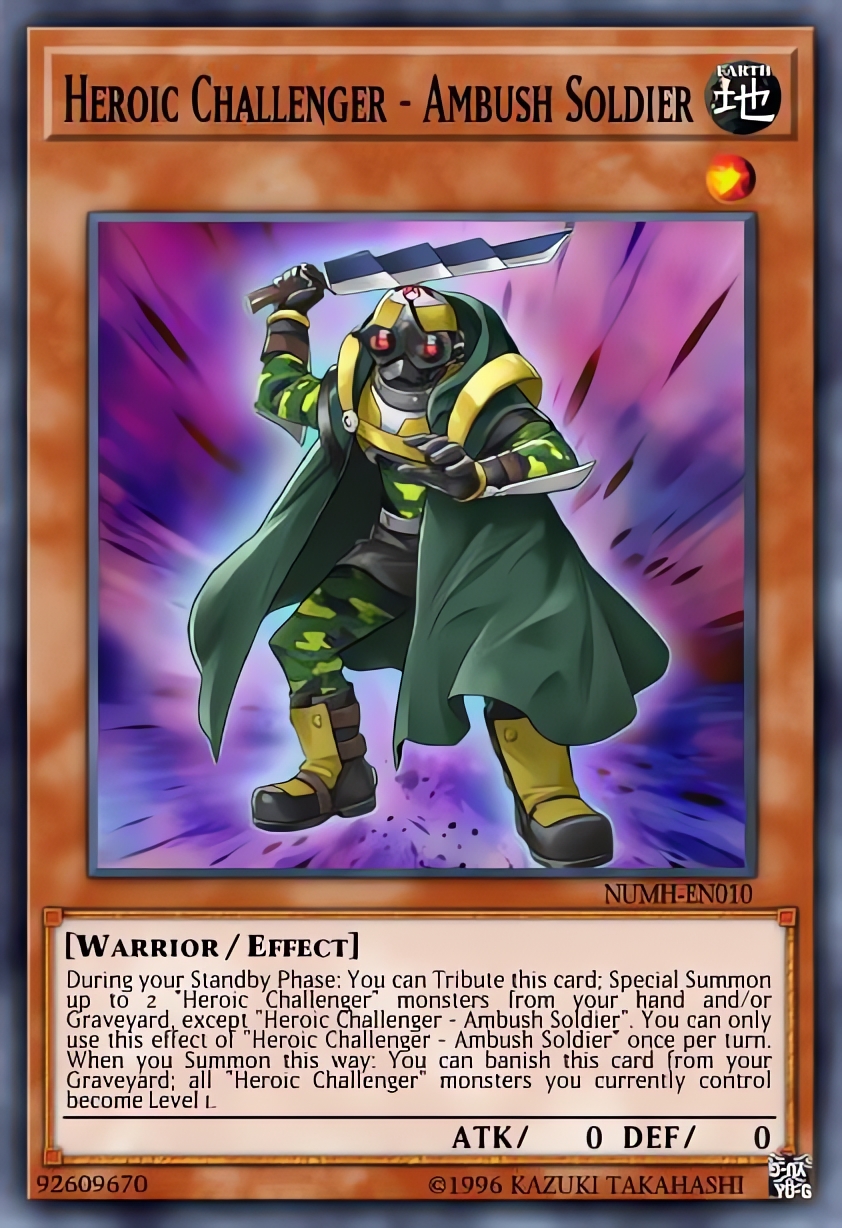 HEROIC CHALLENGER - AMBUSH SOLDIER
EARTH
地
NUMH-EN010
[WARRIOR / EFFECT]
During your Standby Phase: You can Tribute this card; Special Summon
up to 2 "Heroic Challenger" monsters from your hand and/or
Graveyard, except "Heroic Challenger - Ambush Soldier". You can only
use this effect of "Heroic Challenger - Ambush Soldier" once per turn.
When you Summon this way: You can banish this card from your
Graveyard; all "Heroic Challenger" monsters you currently control
become Level 1.
ATK/ 0 DEF/ 0
92609670
©1996 KAZUKI TAKAHASHI